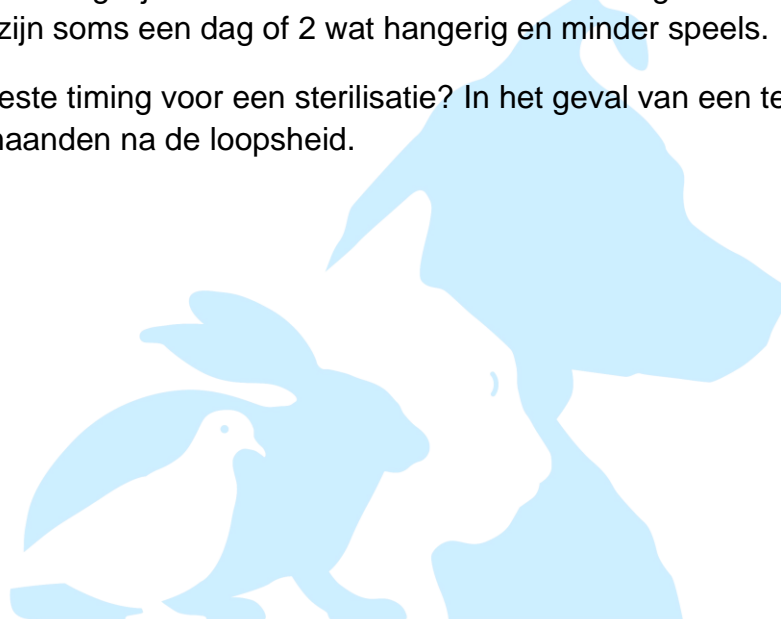 zijn soms een dag of 2 wat hangerig en minder speels.
este timing voor een sterilisatie? In het geval van een te
naanden na de loopsheid.